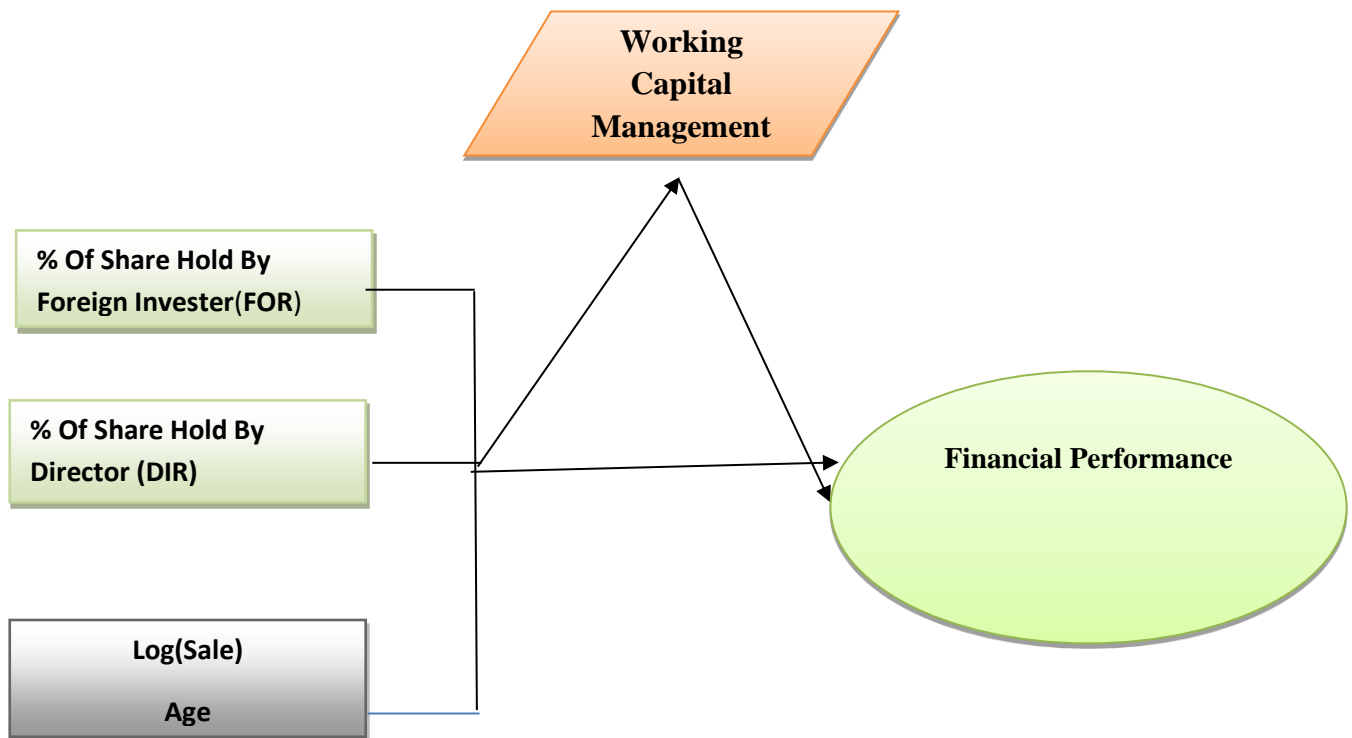 Working
Capital
Management
% Of Share Hold By
Foreign Invester(FOR)
% Of Share Hold By
Director (DIR)
Financial Performance
Log(Sale)
Age